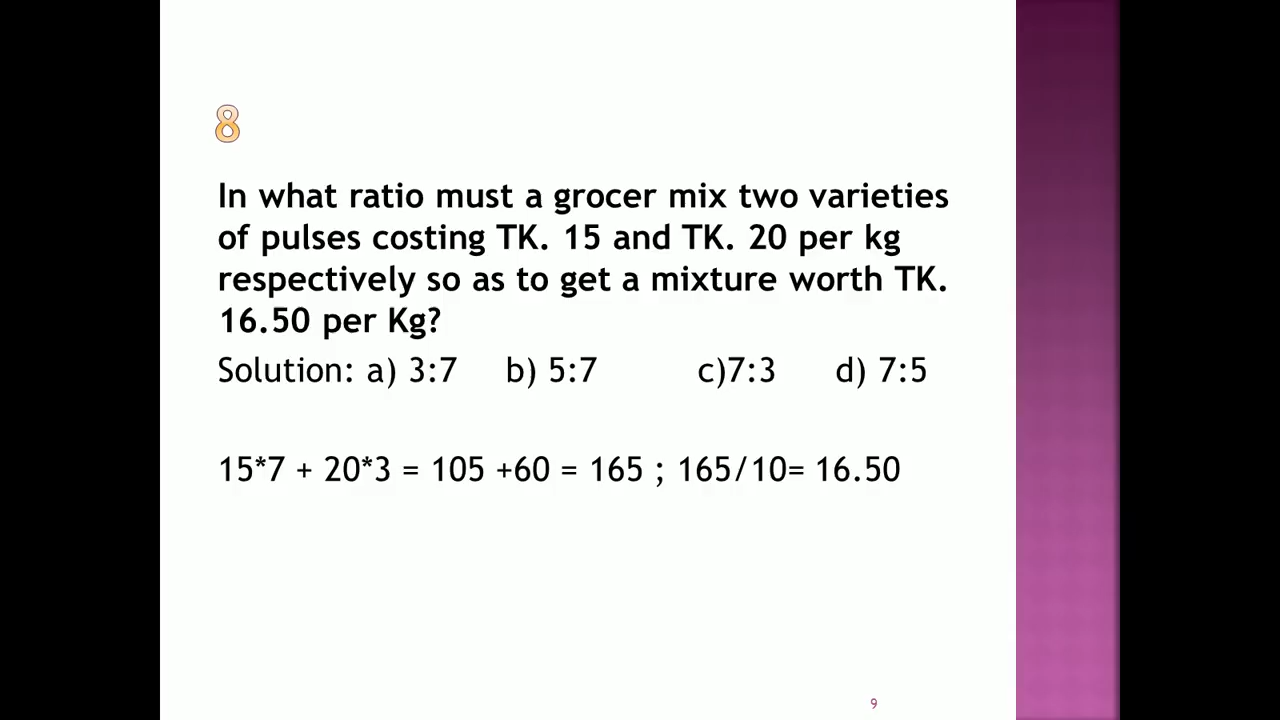 8
In what ratio must a grocer mix two varieties
of pulses costing TK. 15 and TK. 20 per kg
respectively so as to get a mixture worth TK.
16.50 per Kg?
Solution: a) 3:7 b) 5:7 c)7:3 d) 7:5
15*7 + 20*3 = 105 +60 = 165 ; 165/10= 16.50
9